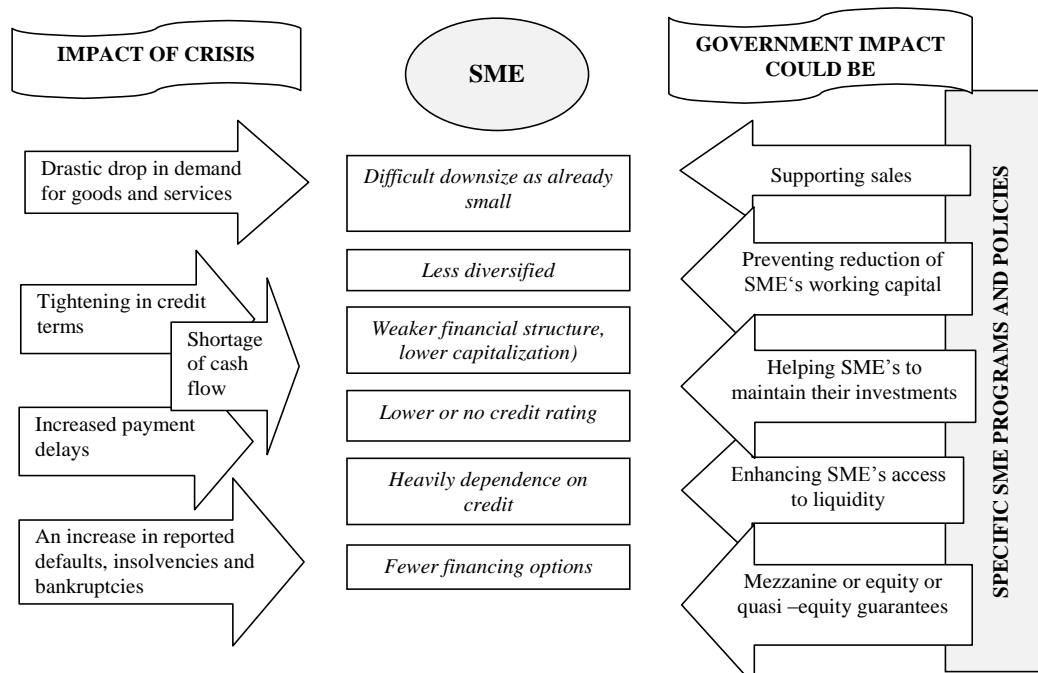 IMPACT OF CRISIS
SME
GOVERNMENT IMPACT
COULD BE
Drastic drop in demand
for goods and services
Tightening in credit
terms
Shortage
of cash
flow
Increased payment
delays
An increase in reported
defaults, insolvencies and
bankruptcies
Difficult downsize as already
small
Less diversified
Weaker financial structure,
lower capitalization)
Lower or no credit rating
Heavily dependence on
credit
Fewer financing options
Supporting sales
Preventing reduction of
SME‘s working capital
Helping SME’s to
maintain their investments
Enhancing SME’s access
to liquidity
Mezzanine or equity or
quasi –equity guarantees
SPECIFIC SME PROGRAMS AND POLICIES